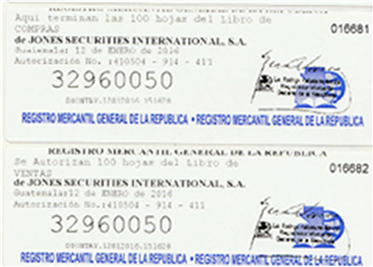 Aqui terminan las 100 hojas del Libro de
COMPRAS
016681
de JONES SECURITIES INTERNATIONAL, S.A.
Guatemala: 12 de ENERO de 2016
Autorización No. :410504 - 914 - 411
32960050
REGISTRO MERCANTIL GENERAL DE LA REPUBLICA • REGISTRO MERCANTIL GENERAL DE LA REPUBLICA
REGISTRO MERCANTIL GENERAL DE LA REPUBLICA
Se Autorizan 100 hojas del Libro de
VENTAS
016682
de JONES SECURITIES INTERNATIONAL, S.A.
Guatemala:12 de ENERO de 2016
Autorización No.:410504 - 914 - 411
32960050
REGISTRO MERCANTIL GENERAL DE LA REPUBLICA • REGISTRO MERCANTIL GENERAL DE LA REPUBLICA